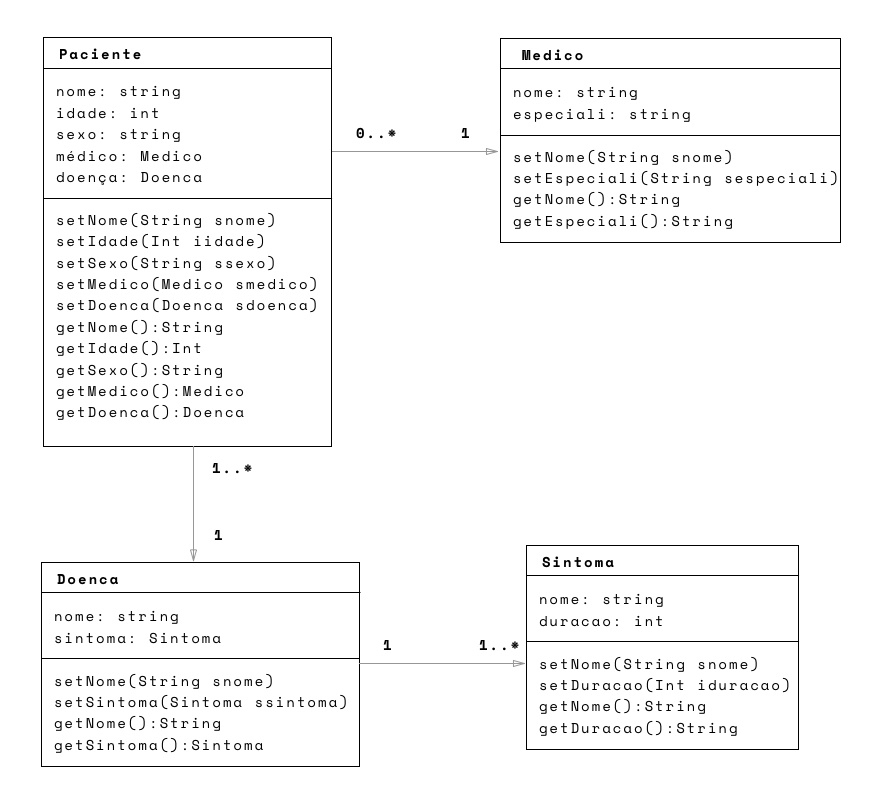 Paciente
nome: string
idade: int
sexo: string
médico: Medico
doença: Doenca
setNome(String snome)
setIdade(Int iidade)
setSexo(String ssexo)
setMedico(Medico smedico)
setDoenca(Doenca sdoenca)
getNome():String
getIdade():Int
getSexo():String
getMedico():Medico
getDoenca():Doenca
0..* 1
Medico
nome: string
especiali: string
setNome(String snome)
setEspeciali(String sespeciali)
getNome():String
getEspeciali():String
1..*
1
Doenca
nome: string
sintoma: Sintoma
setNome(String snome)
setSintoma(Sintoma ssintoma)
getNome():String
getSintoma():Sintoma
1 1..*
Sintoma
nome: string
duracao: int
setNome(String snome)
setDuracao(Int iduracao)
getNome():String
getDuracao():String